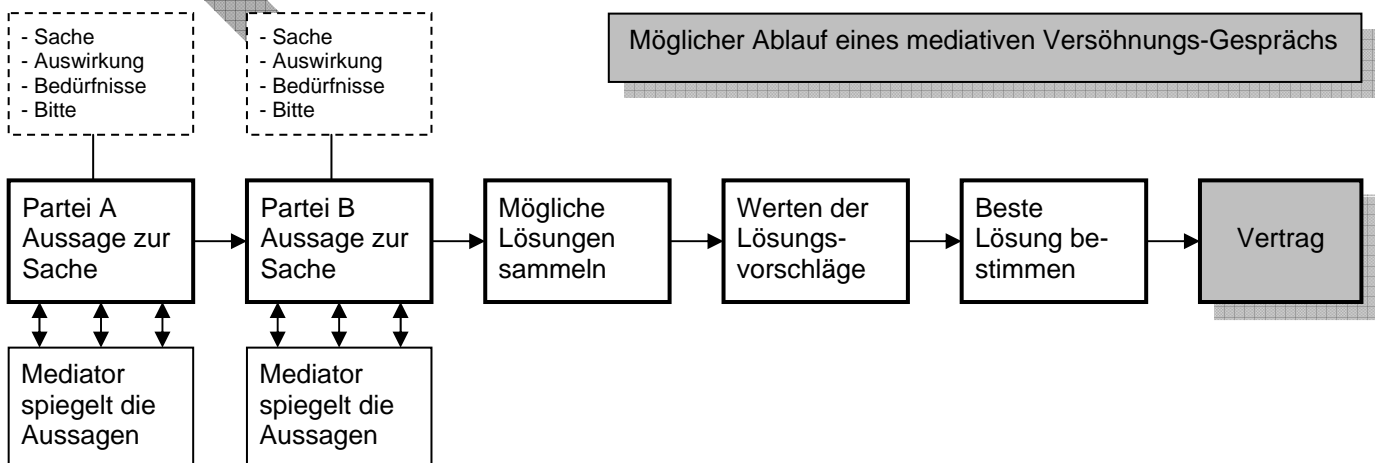 - Sache
- Auswirkung
- Bedürfnisse
- Bitte
- Sache
- Auswirkung
- Bedürfnisse
- Bitte
Möglicher Ablauf eines mediativen Versöhnungs-Gesprächs
Partei A
Aussage zur
Sache
Partei B
Aussage zur
Sache
Mögliche
Lösungen
sammeln
Werten der
Lösungs-
vorschläge
Beste
Lösung be-
stimmen
Vertrag
Mediator
spiegelt die
Aussagen
Mediator
spiegelt die
Aussagen